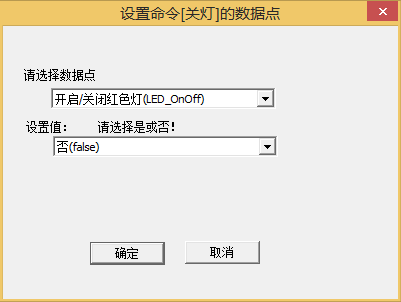 设置命令[关灯]的数据点
请选择数据点
开启/关闭红色灯(LED_OnOff)
设置值： 请选择是或否!
否(false)
确定 取消